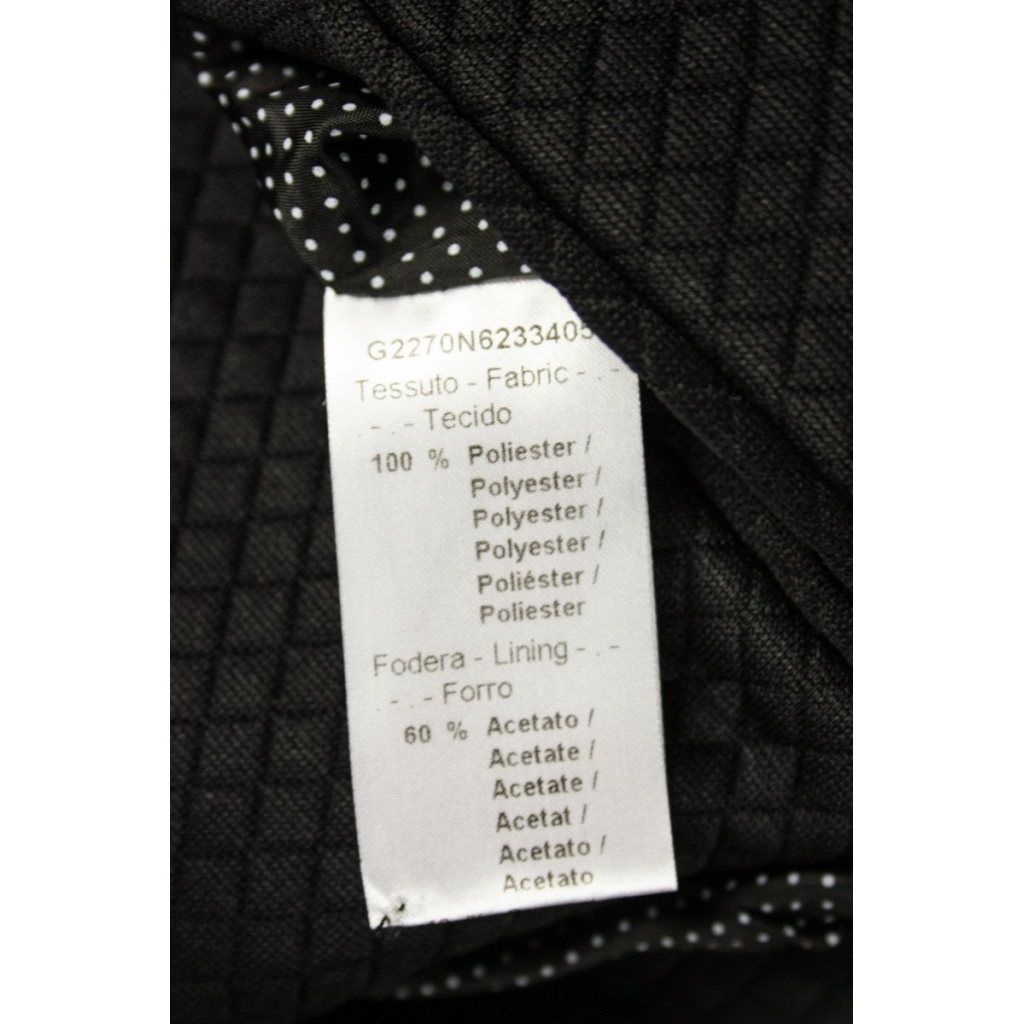 G2270N6233405
Tessuto - Fabric - . -
. - . - Tecido
100 % Poliester /
Polyester /
Polyester /
Polyester /
Poliéster /
Poliester
Fodera - Lining - . -
. - . - Forro
60 % Acetato /
Acetate /
Acetate /
Acetat /
Acetato /
Acetato